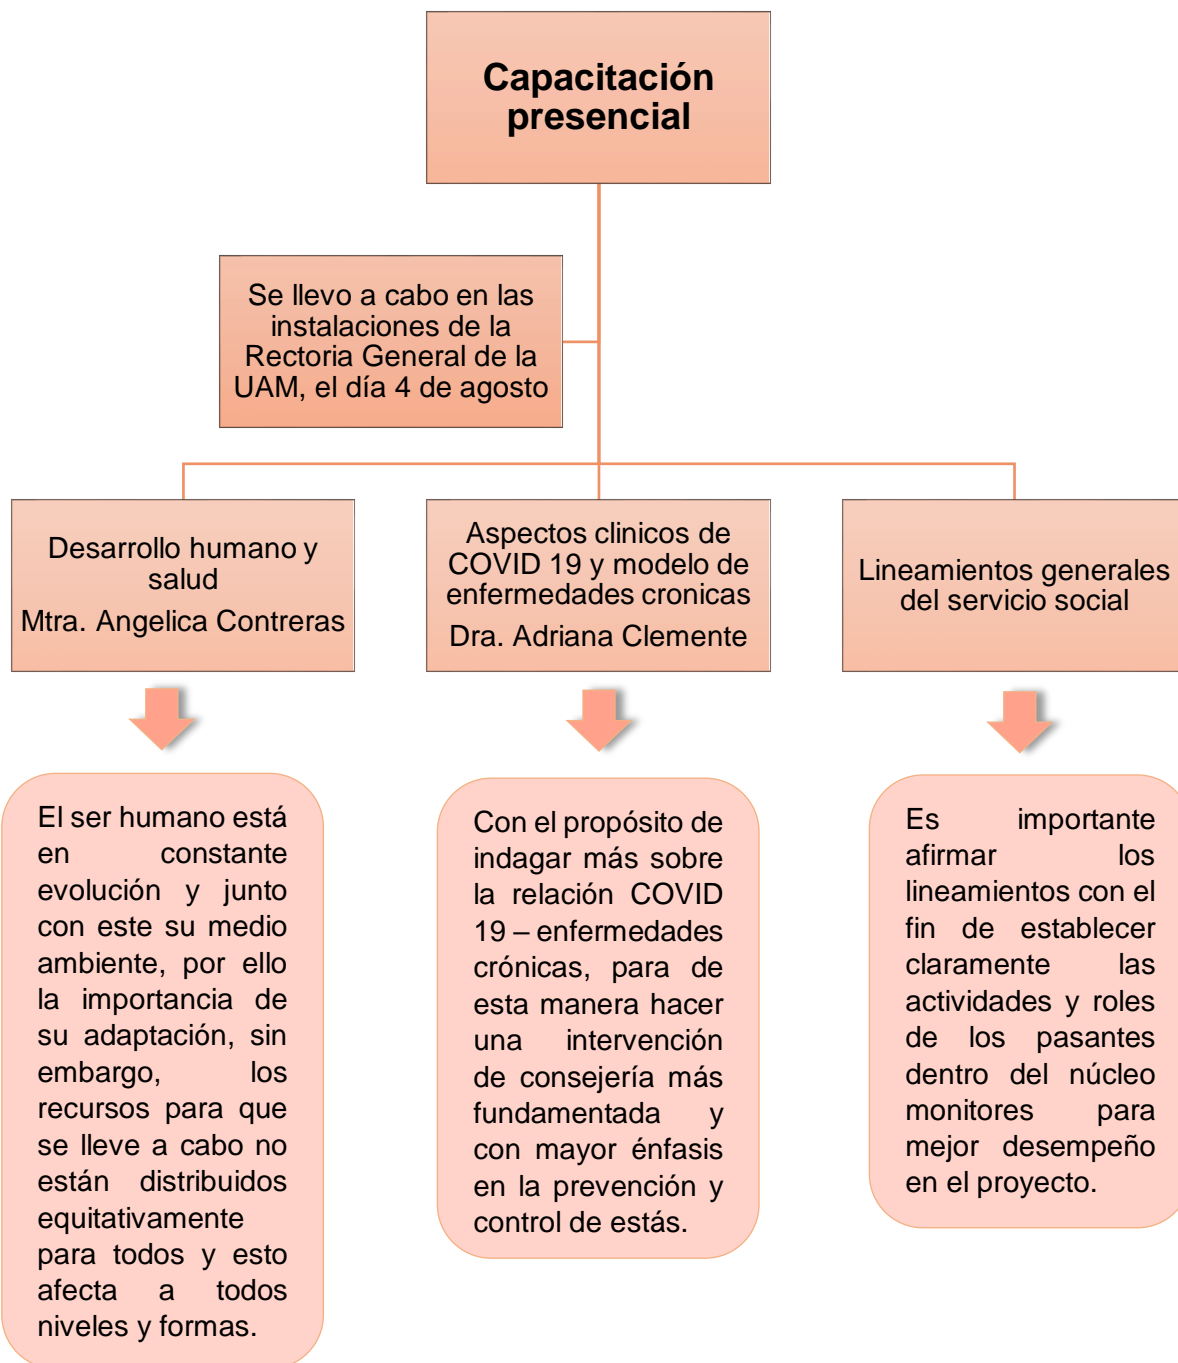 Capacitación
presencial
Se llevo a cabo en las
instalaciones de la
Rectoria General de la
UAM, el día 4 de agosto
Desarrollo humano y
salud
Mtra. Angelica Contreras
Aspectos clinicos de
COVID 19 y modelo de
enfermedades cronicas
Dra. Adriana Clemente
Lineamientos generales
del servicio social
El ser humano está
en constante
evolución y junto
con este su medio
ambiente, por ello
la importancia de
su adaptación, sin
embargo, los
recursos para que
se lleve a cabo no
están distribuidos
equitativamente
para todos y esto
afecta a todos
niveles y formas.
Con el propósito de
indagar más sobre
la relación COVID
19 – enfermedades
crónicas, para de
esta manera hacer
una intervención
de consejería más
fundamentada y
con mayor énfasis
en la prevención y
control de estás.
Es importante
afirmar los
lineamientos con el
fin de establecer
claramente las
actividades y roles
de los pasantes
dentro del núcleo
monitores para
mejor desempeño
en el proyecto.